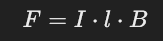 F = I · l · B